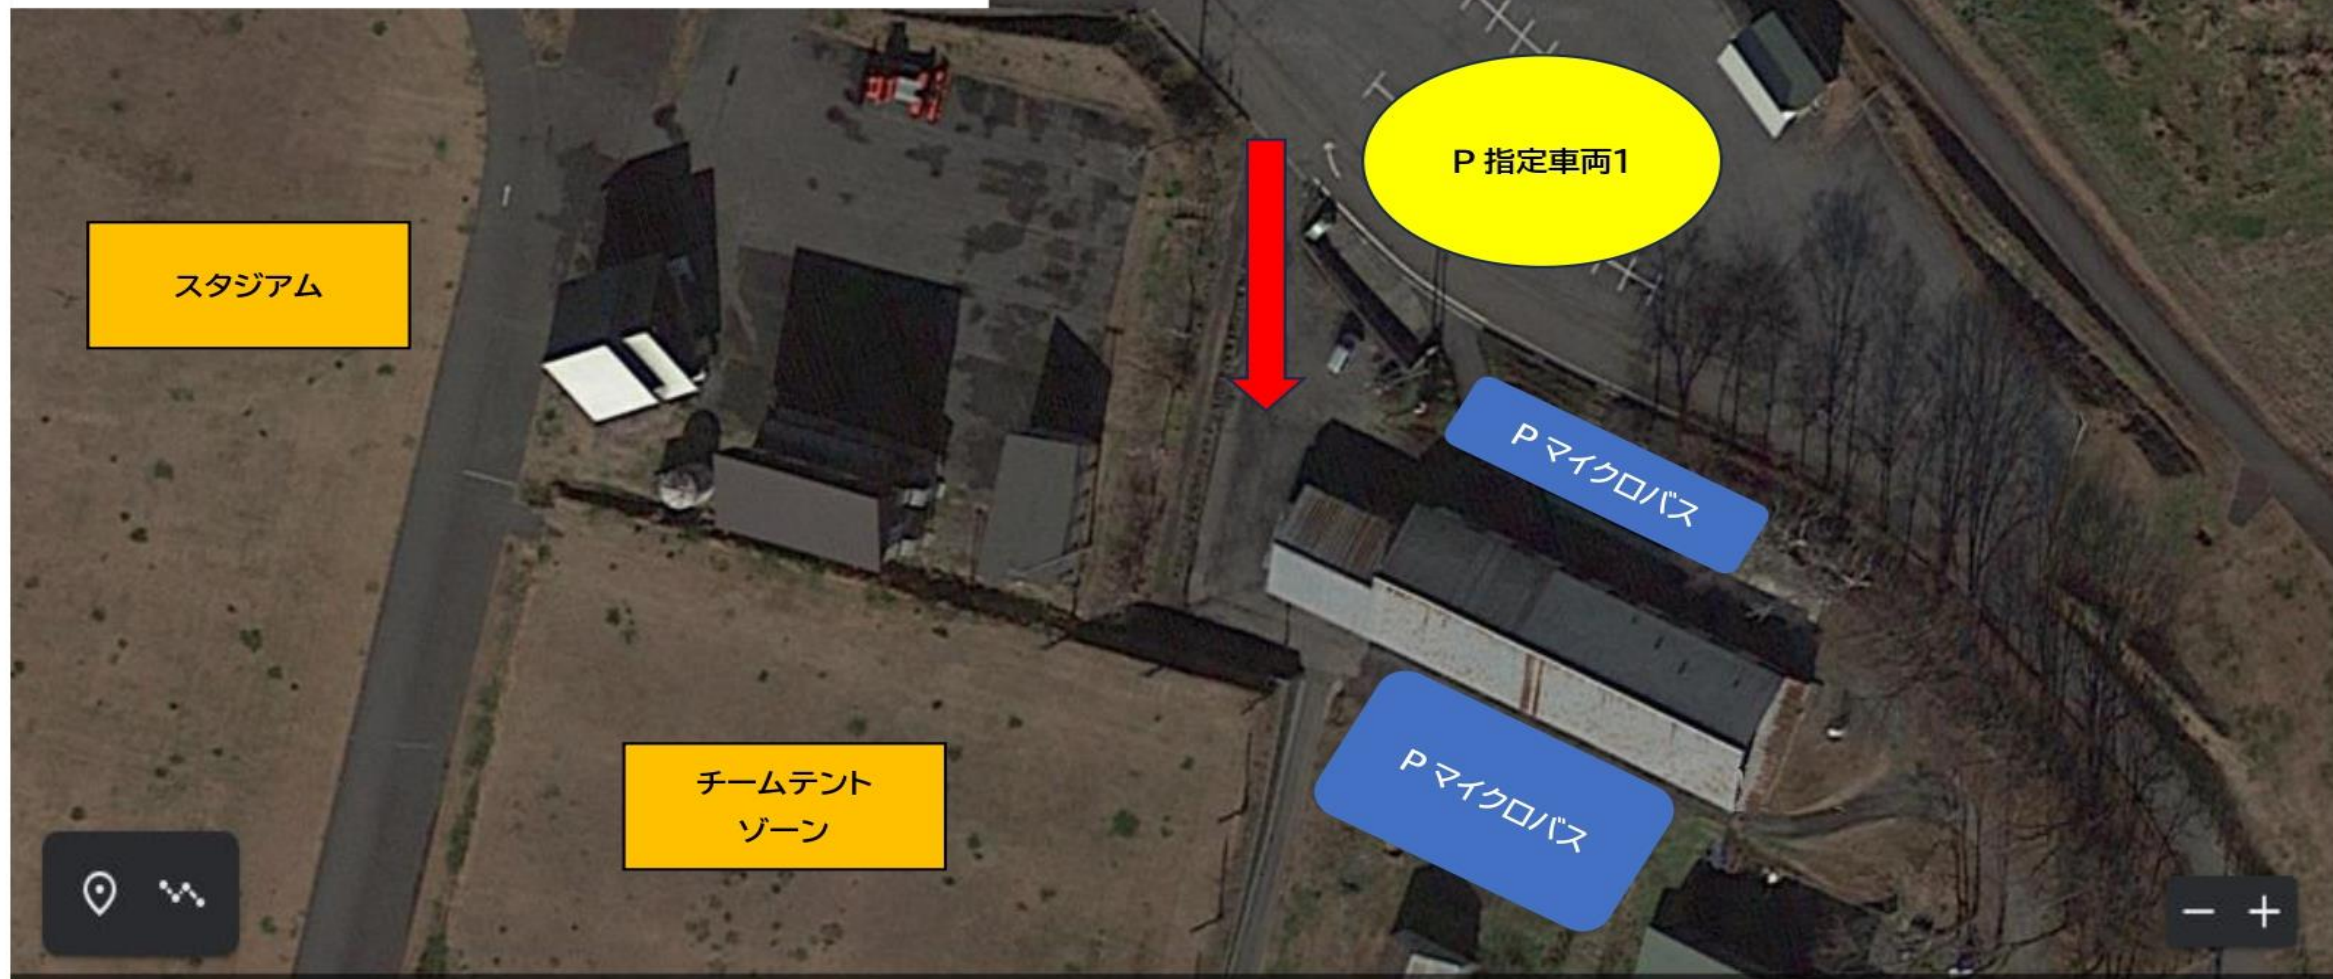 P 指定車両1
スタジアム
P マイクロバス
チームテント
ゾーン
P マイクロバス